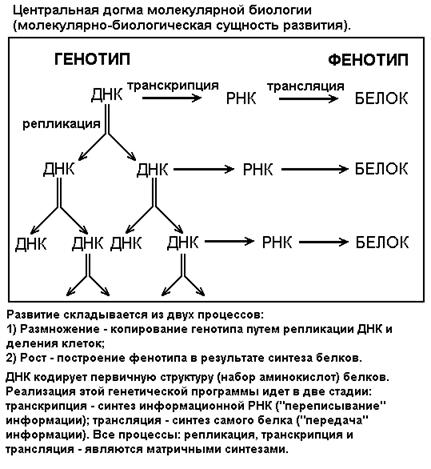 Центральная догма молекулярной биологии
(молекулярно-биологическая сущность развития).
ГЕНОТИП ФЕНОТИП
ДНК транскрипция РНК трансляция БЕЛОК
репликация
ДНК ДНК РНК БЕЛОК
ДНК ДНК ДНК ДНК РНК БЕЛОК
Развитие складывается из двух процессов:
1) Размножение - копирование генотипа путем репликации ДНК и
деления клеток;
2) Рост - построение фенотипа в результате синтеза белков.
ДНК кодирует первичную структуру (набор аминокислот) белков.
Реализация этой генетической программы идет в две стадии:
транскрипция - синтез информационной РНК ("переписывание"
информации); трансляция - синтез самого белка ("передача"
информации). Все процессы: репликация, транскрипция и
трансляция - являются матричными синтезами.